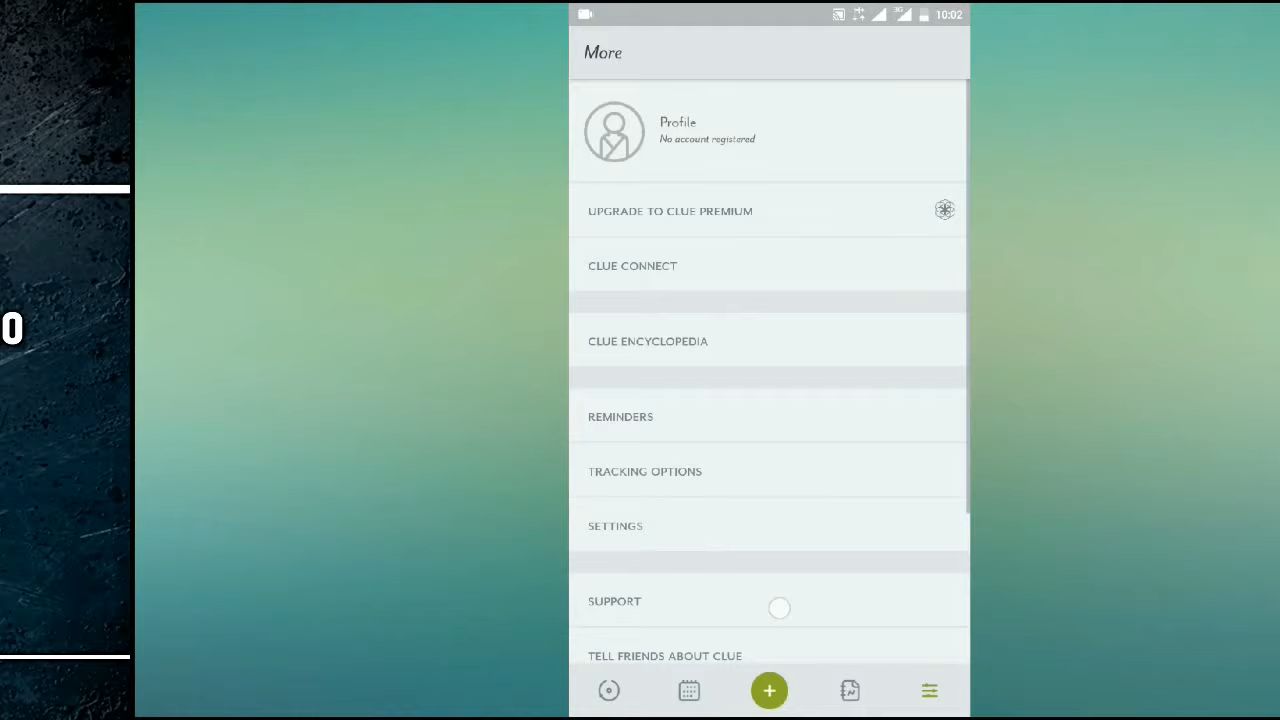 3G 10:02
More
Profile
No account registered
UPGRADE TO CLUE PREMIUM
CLUE CONNECT
CLUE ENCYCLOPEDIA
REMINDERS
TRACKING OPTIONS
SETTINGS
SUPPORT
TELL FRIENDS ABOUT CLUE
O